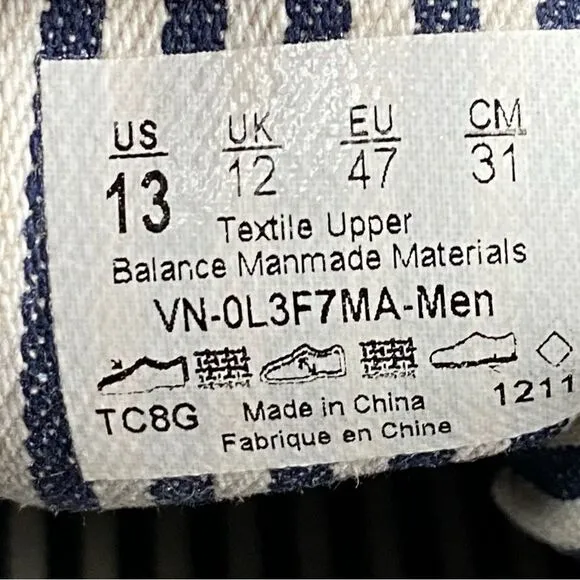 US UK EU CM
13 12 47 31
Textile Upper
Balance Manmade Materials
VN-0L3F7MA-Men
TC8G Made in China 1211
Fabrique en Chine